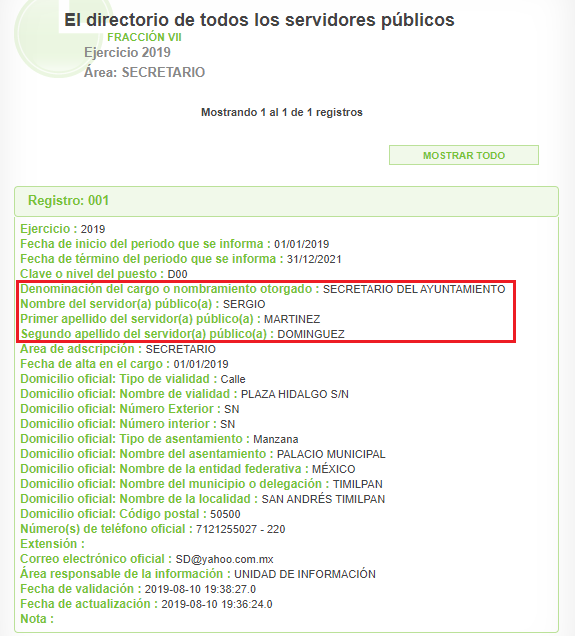 El directorio de todos los servidores públicos
FRACCIÓN VII
Ejercicio 2019
Área: SECRETARIO
Mostrando 1 al 1 de 1 registros
MOSTRAR TODO
Registro: 001
Ejercicio : 2019
Fecha de inicio del periodo que se informa : 01/01/2019
Fecha de término del periodo que se informa : 31/12/2021
Clave o nivel del puesto : D00
Denominación del cargo o nombramiento otorgado : SECRETARIO DEL AYUNTAMIENTO
Nombre del servidor(a) público(a) : SERGIO
Primer apellido del servidor(a) público(a) : MARTINEZ
Segundo apellido del servidor(a) público(a) : DOMINGUEZ
Área de adscripción : SECRETARIO
Fecha de alta en el cargo : 01/01/2019
Domicilio oficial: Tipo de vialidad : Calle
Domicilio oficial: Nombre de vialidad : PLAZA HIDALGO S/N
Domicilio oficial: Número Exterior : SN
Domicilio oficial: Número interior : SN
Domicilio oficial: Tipo de asentamiento : Manzana
Domicilio oficial: Nombre del asentamiento : PALACIO MUNICIPAL
Domicilio oficial: Nombre de la entidad federativa : MÉXICO
Domicilio oficial: Nombre del municipio o delegación : TIMILPAN
Domicilio oficial: Nombre de la localidad : SAN ANDRÉS TIMILPAN
Domicilio oficial: Código postal : 50500
Número(s) de teléfono oficial : 7121255027 - 220
Extensión :
Correo electrónico oficial : SD@yahoo.com.mx
Área responsable de la información : UNIDAD DE INFORMACIÓN
Fecha de validación : 2019-08-10 19:38:27.0
Fecha de actualización : 2019-08-10 19:36:24.0
Nota :